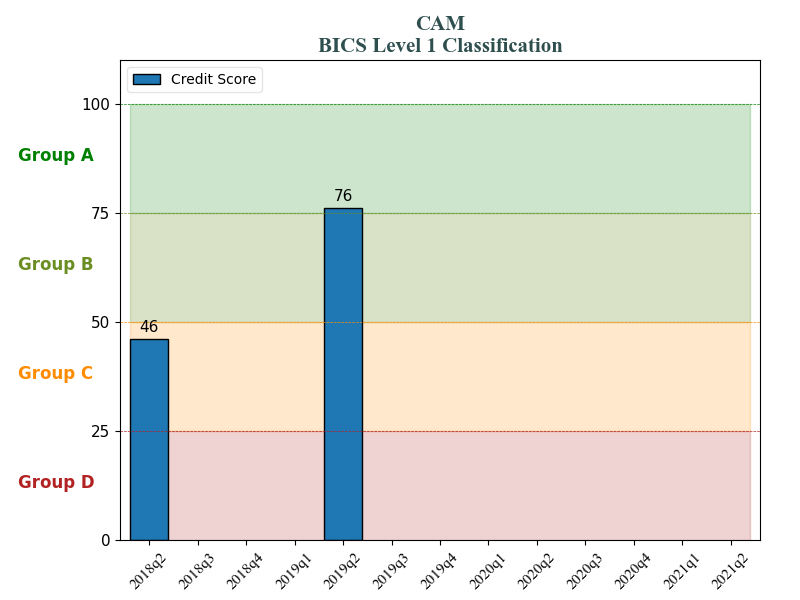 CAM
BICS Level 1 Classification
Credit Score
100
Group A
76
75
Group B
50
46
Group C
25
Group D
0
2018q2
2018q3
2018q4
2019q1
2019q2
2019q3
2019q4
2020q1
2020q2
2020q3
2020q4
2021q1
2021q2